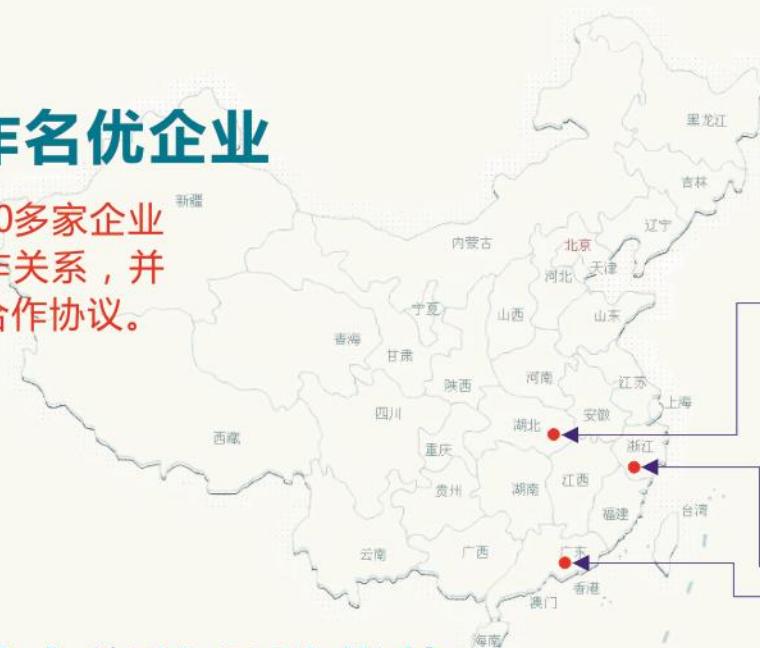 作名优企业
0多家企业
作关系，并
合作协议。
黑龙江
吉林
新疆
辽宁
内蒙古
北京
天津
河北
宁夏
山西
山东
青海
甘肃
河南
陕西
江苏
上海
四川
安徽
湖北
西藏
浙江
重庆
江西
贵州
湖南
台湾
福建
云南
广西
广东
香港
澳门
海南